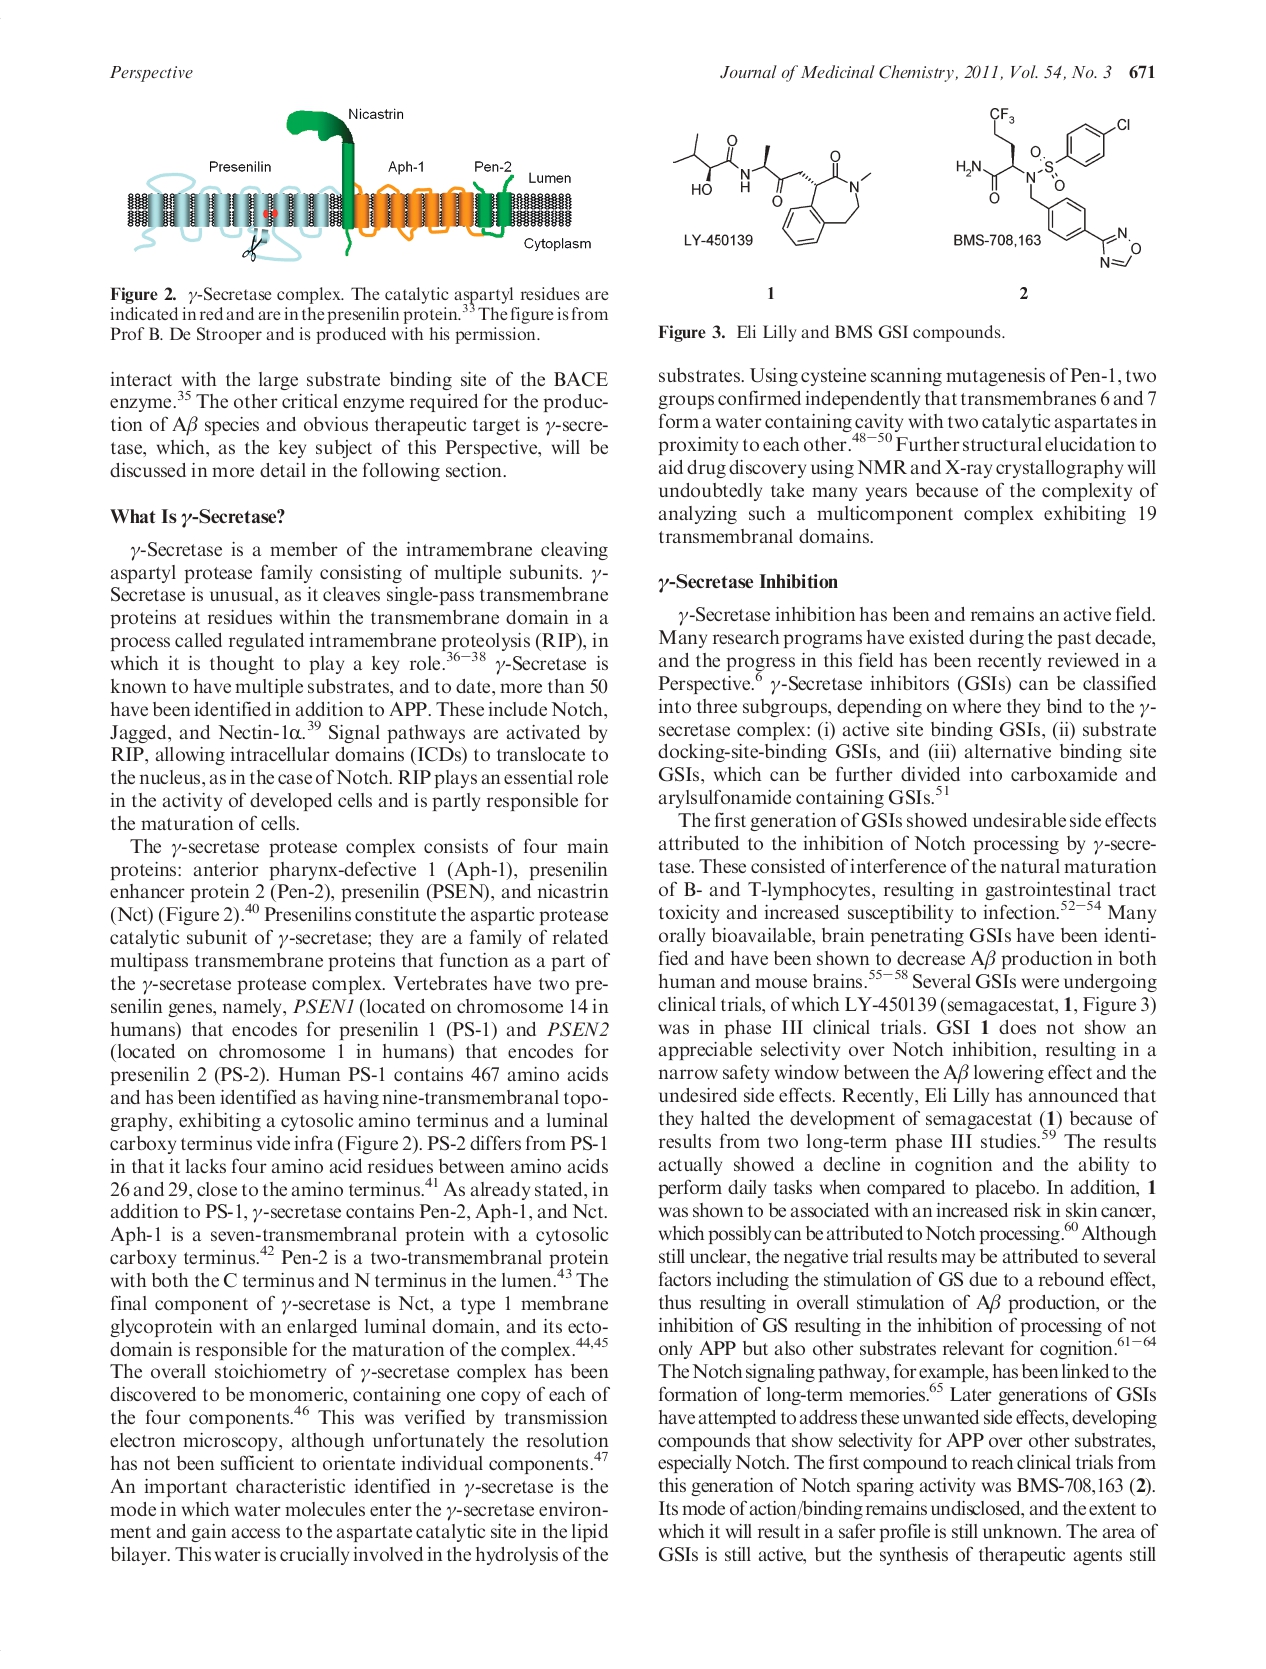 Perspective
Journal of Medicinal Chemistry, 2011, Vol. 54, No. 3 671
Nicastrin
Presenilin
Aph-1
Pen-2
Lumen
Cytoplasm
Figure 2. γ-Secretase complex. The catalytic aspartyl residues are
indicated in red and are in the presenilin protein.33 The figure is from
Prof B. De Strooper and is produced with his permission.
interact with the large substrate binding site of the BACE
enzyme.35 The other critical enzyme required for the produc-
tion of Aβ species and obvious therapeutic target is γ-secre-
tase, which, as the key subject of this Perspective, will be
discussed in more detail in the following section.
What Is γ-Secretase?
γ-Secretase is a member of the intramembrane cleaving
aspartyl protease family consisting of multiple subunits. γ-
Secretase is unusual, as it cleaves single-pass transmembrane
proteins at residues within the transmembrane domain in a
process called regulated intramembrane proteolysis (RIP), in
which it is thought to play a key role.36−38 γ-Secretase is
known to have multiple substrates, and to date, more than 50
have been identified in addition to APP. These include Notch,
Jagged, and Nectin-1α.39 Signal pathways are activated by
RIP, allowing intracellular domains (ICDs) to translocate to
the nucleus, as in the case of Notch. RIP plays an essential role
in the activity of developed cells and is partly responsible for
the maturation of cells.
The γ-secretase protease complex consists of four main
proteins: anterior pharynx-defective 1 (Aph-1), presenilin
enhancer protein 2 (Pen-2), presenilin (PSEN), and nicastrin
(Nct) (Figure 2).40 Presenilins constitute the aspartic protease
catalytic subunit of γ-secretase; they are a family of related
multipass transmembrane proteins that function as a part of
the γ-secretase protease complex. Vertebrates have two pre-
senilin genes, namely, PSEN1 (located on chromosome 14 in
humans) that encodes for presenilin 1 (PS-1) and PSEN2
(located on chromosome 1 in humans) that encodes for
presenilin 2 (PS-2). Human PS-1 contains 467 amino acids
and has been identified as having nine-transmembranal topo-
graphy, exhibiting a cytosolic amino terminus and a luminal
carboxy terminus vide infra (Figure 2). PS-2 differs from PS-1
in that it lacks four amino acid residues between amino acids
26 and 29, close to the amino terminus.41 As already stated, in
addition to PS-1, γ-secretase contains Pen-2, Aph-1, and Nct.
Aph-1 is a seven-transmembranal protein with a cytosolic
carboxy terminus.42 Pen-2 is a two-transmembranal protein
with both the C terminus and N terminus in the lumen.43 The
final component of γ-secretase is Nct, a type 1 membrane
glycoprotein with an enlarged luminal domain, and its ecto-
domain is responsible for the maturation of the complex.44,45
The overall stoichiometry of γ-secretase complex has been
discovered to be monomeric, containing one copy of each of
the four components.46 This was verified by transmission
electron microscopy, although unfortunately the resolution
has not been sufficient to orientate individual components.47
An important characteristic identified in γ-secretase is the
mode in which water molecules enter the γ-secretase environ-
ment and gain access to the aspartate catalytic site in the lipid
bilayer. This water is crucially involved in the hydrolysis of the
O
HO
N
H
O
O
N
LY-450139
1
CF3
Cl
H2N
O
N
O
S
O
N
O
N
BMS-708,163
2
Figure 3. Eli Lilly and BMS GSI compounds.
substrates. Using cysteine scanning mutagenesis of Pen-1, two
groups confirmed independently that transmembranes 6 and 7
form a water containing cavity with two catalytic aspartates in
proximity to each other.48−50 Further structural elucidation to
aid drug discovery using NMR and X-ray crystallography will
undoubtedly take many years because of the complexity of
analyzing such a multicomponent complex exhibiting 19
transmembranal domains.
γ-Secretase Inhibition
γ-Secretase inhibition has been and remains an active field.
Many research programs have existed during the past decade,
and the progress in this field has been recently reviewed in a
Perspective.6 γ-Secretase inhibitors (GSIs) can be classified
into three subgroups, depending on where they bind to the γ-
secretase complex: (i) active site binding GSIs, (ii) substrate
docking-site-binding GSIs, and (iii) alternative binding site
GSIs, which can be further divided into carboxamide and
arylsulfonamide containing GSIs.51
The first generation of GSIs showed undesirable side effects
attributed to the inhibition of Notch processing by γ-secre-
tase. These consisted of interference of the natural maturation
of B- and T-lymphocytes, resulting in gastrointestinal tract
toxicity and increased susceptibility to infection.52−54 Many
orally bioavailable, brain penetrating GSIs have been identi-
fied and have been shown to decrease Aβ production in both
human and mouse brains.55−58 Several GSIs were undergoing
clinical trials, of which LY-450139 (semagacestat, 1, Figure 3)
was in phase III clinical trials. GSI 1 does not show an
appreciable selectivity over Notch inhibition, resulting in a
narrow safety window between the Aβ lowering effect and the
undesired side effects. Recently, Eli Lilly has announced that
they halted the development of semagacestat (1) because of
results from two long-term phase III studies.59 The results
actually showed a decline in cognition and the ability to
perform daily tasks when compared to placebo. In addition, 1
was shown to be associated with an increased risk in skin cancer,
which possibly can be attributed to Notch processing.60 Although
still unclear, the negative trial results may be attributed to several
factors including the stimulation of GS due to a rebound effect,
thus resulting in overall stimulation of Aβ production, or the
inhibition of GS resulting in the inhibition of processing of not
only APP but also other substrates relevant for cognition.61−64
The Notch signaling pathway, for example, has been linked to the
formation of long-term memories.65 Later generations of GSIs
have attempted to address these unwanted side effects, developing
compounds that show selectivity for APP over other substrates,
especially Notch. The first compound to reach clinical trials from
this generation of Notch sparing activity was BMS-708,163 (2).
Its mode of action/binding remains undisclosed, and the extent to
which it will result in a safer profile is still unknown. The area of
GSIs is still active, but the synthesis of therapeutic agents still